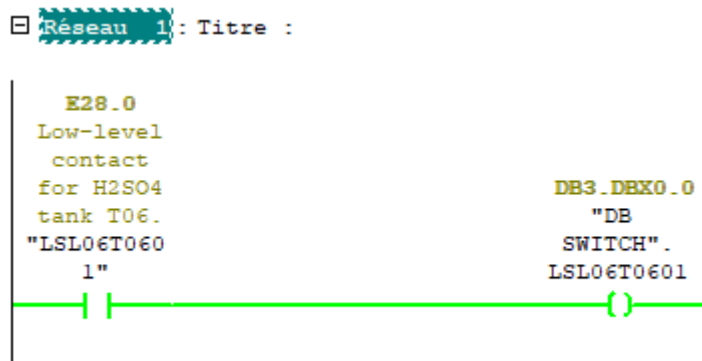 Réseau 1 : Titre :
E28.0
Low-level
contact
for H2SO4
tank T06.
"LSL06T060
1"
DB3.DBX0.0
"DB
SWITCH".
LSL06T0601